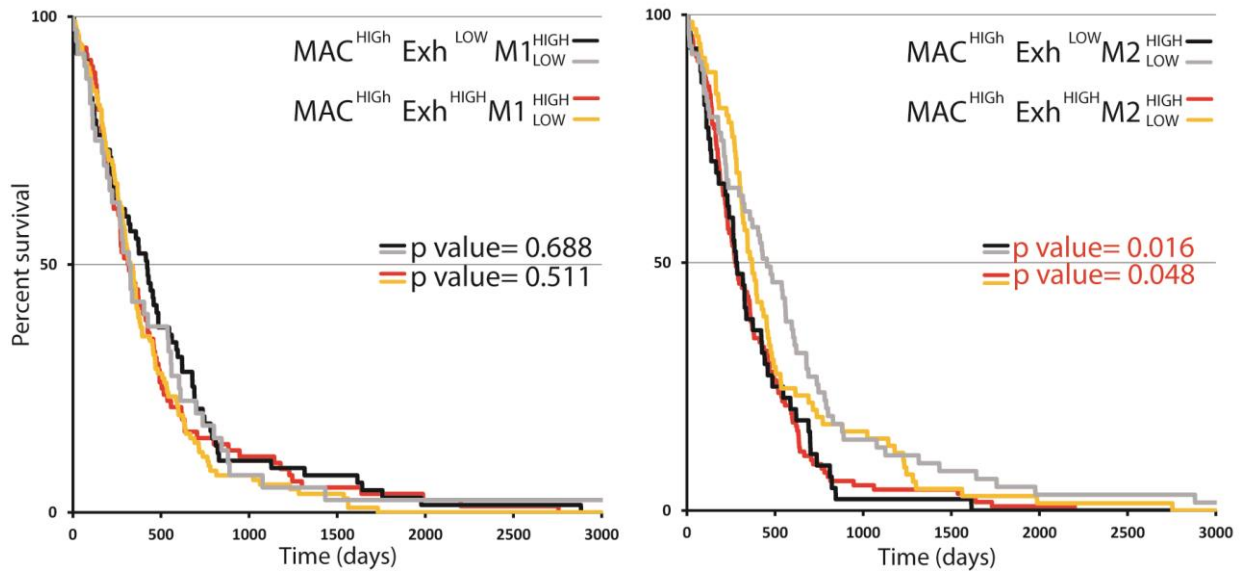 100
MAC HIGh Exh LOW M1 HIGH LOW
MAC HIGh Exh HIGH M1 HIGH LOW
p value= 0.688
50
p value= 0.511
0
0 500 1000 1500 2000 2500 3000
Time (days)
Percent survival
100
MAC HIGh Exh LOW M2 HIGH LOW
MAC HIGh Exh HIGH M2 HIGH LOW
p value= 0.016
50
p value= 0.048
0
0 500 1000 1500 2000 2500 3000
Time (days)